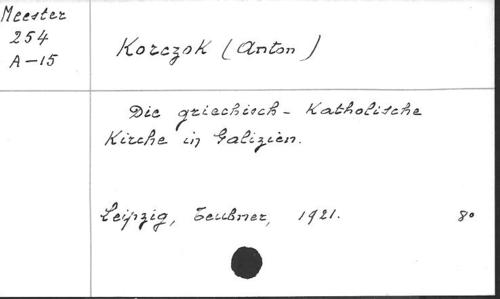 Meester
254
A-15
Korczok (Anton)
Die griechisch-Katholische
Kirche in Galizien.
Leipzig, Teubner, 1921. 8°